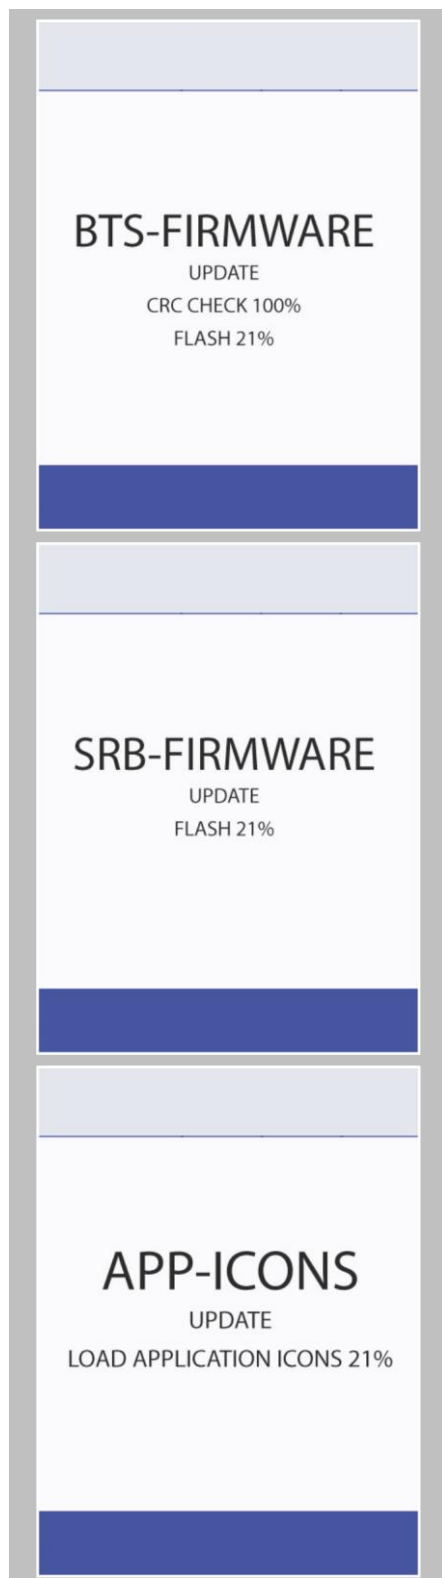 BTS-FIRMWARE
UPDATE
CRC CHECK 100%
FLASH 21%
SRB-FIRMWARE
UPDATE
FLASH 21%
APP-ICONS
UPDATE
LOAD APPLICATION ICONS 21%